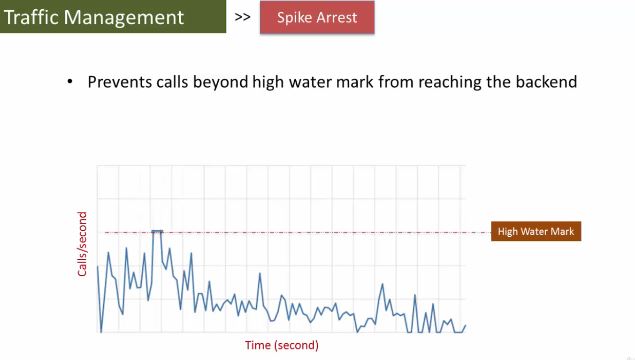 Traffic Management >> Spike Arrest
• Prevents calls beyond high water mark from reaching the backend
Calls/second
High Water Mark
Time (second)